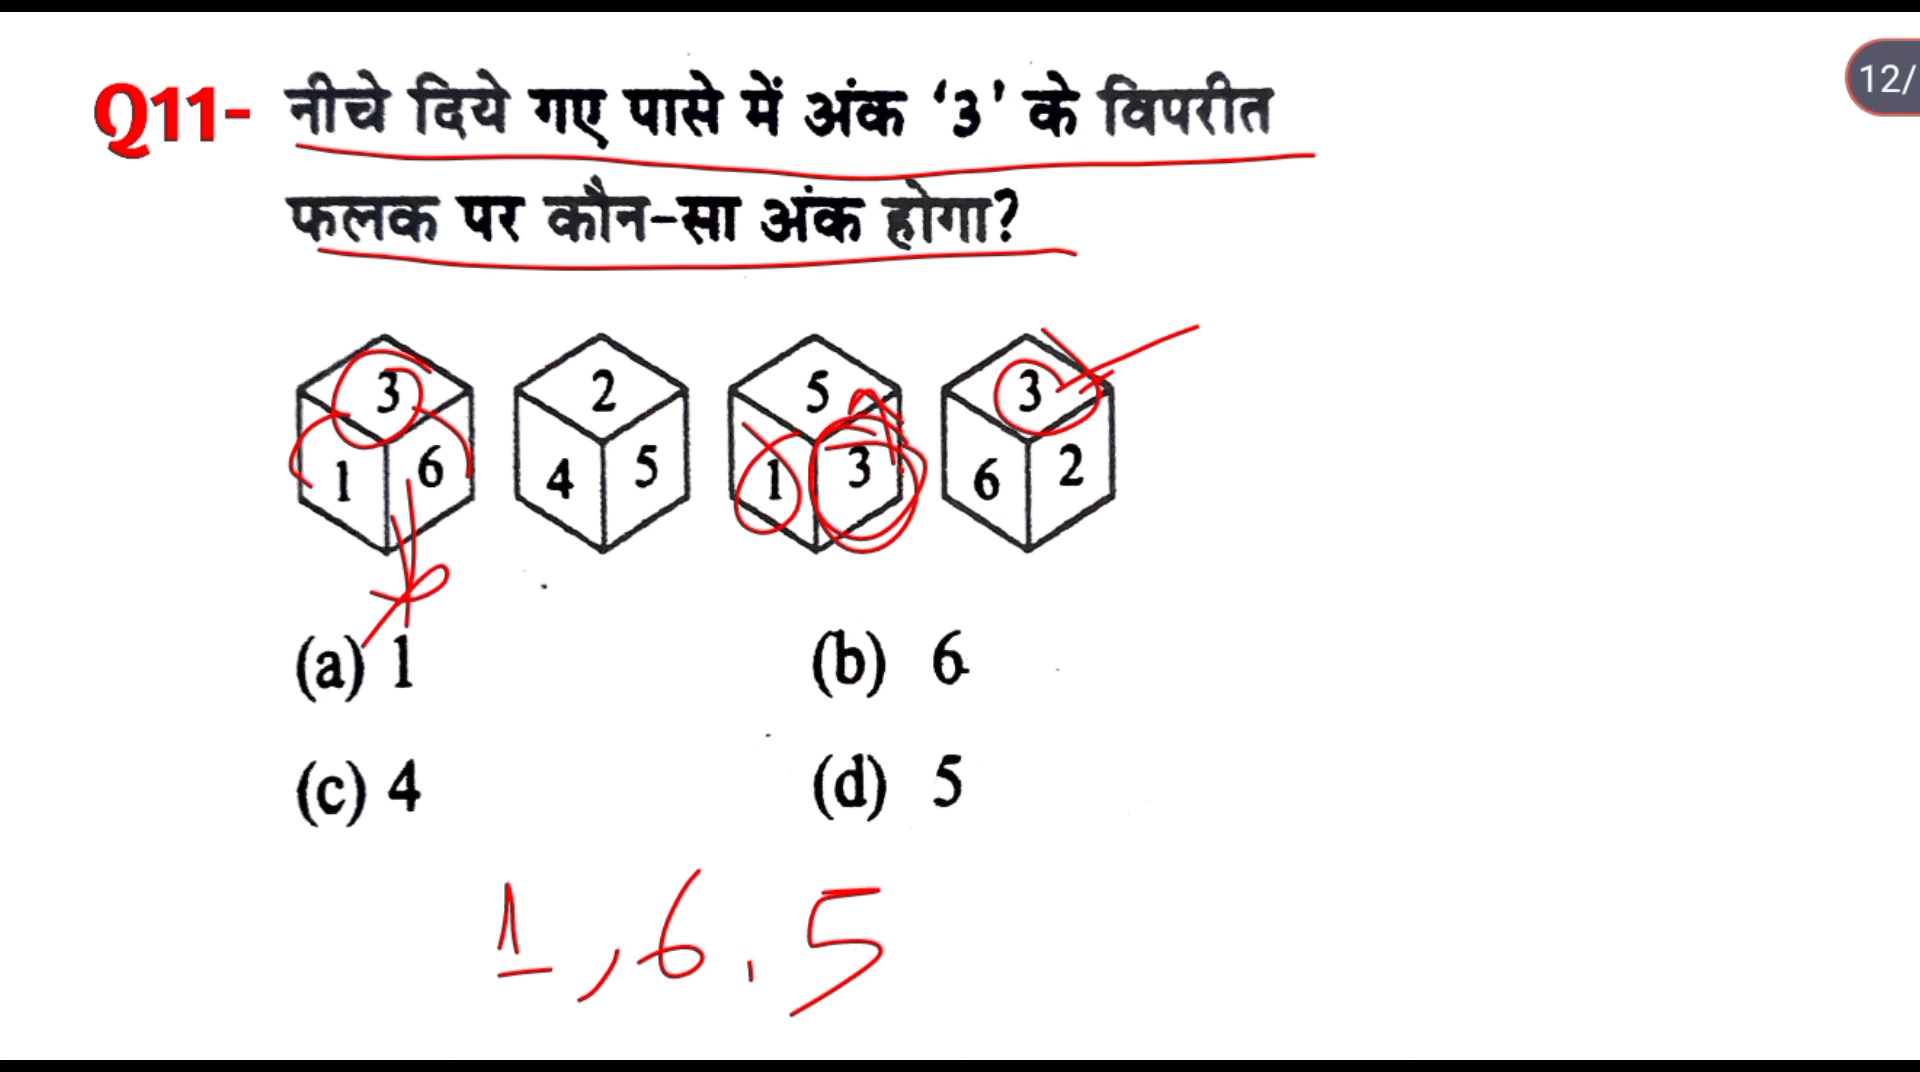 12/
Q11- नीचे दिये गए पासे में अंक ‘3’ के विपरीत
फलक पर कौन-सा अंक होगा?
3 2 5 3
1 6 4 5 1 3 6 2
(a) 1 (b) 6
(c) 4 (d) 5
1, 6, 5